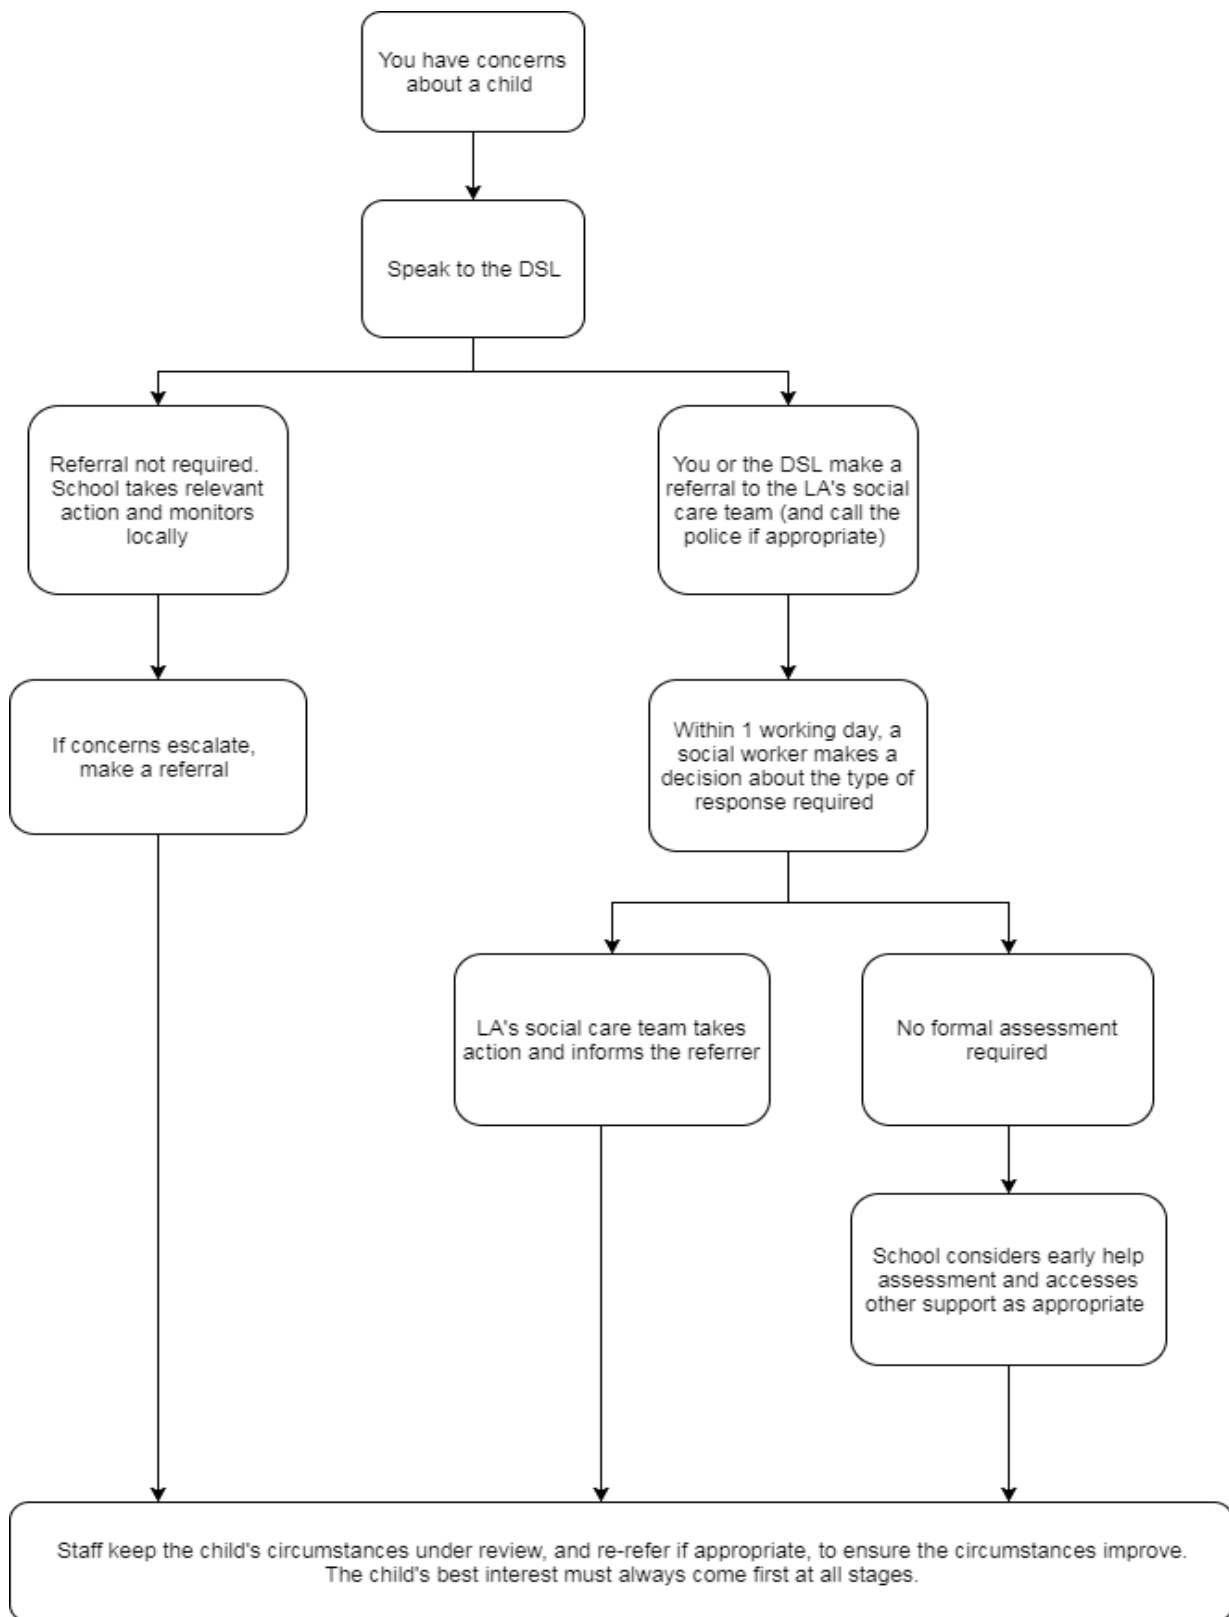 You have concerns
about a child
Speak to the DSL
Referral not required.
School takes relevant
action and monitors
locally
You or the DSL make a
referral to the LA's social
care team (and call the
police if appropriate)
If concerns escalate,
make a referral
Within 1 working day, a
social worker makes a
decision about the type of
response required
LA's social care team takes
action and informs the referrer
No formal assessment
required
School considers early help
assessment and accesses
other support as appropriate
Staff keep the child's circumstances under review, and re-refer if appropriate, to ensure the circumstances improve.
The child's best interest must always come first at all stages.